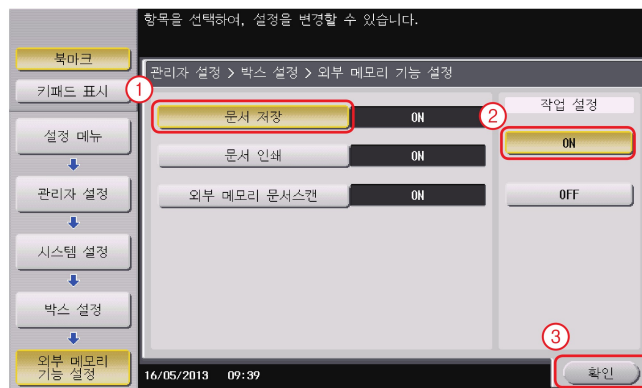 항목을 선택하여, 설정을 변경할 수 있습니다.
북마크
키패드 표시
설정 메뉴
관리자 설정
시스템 설정
박스 설정
외부 메모리
기능 설정
관리자 설정 > 박스 설정 > 외부 메모리 기능 설정
1
문서 저장 ON
문서 인쇄 ON
외부 메모리 문서스캔 ON
작업 설정
2
ON
OFF
3
16/05/2013 09:39
확인